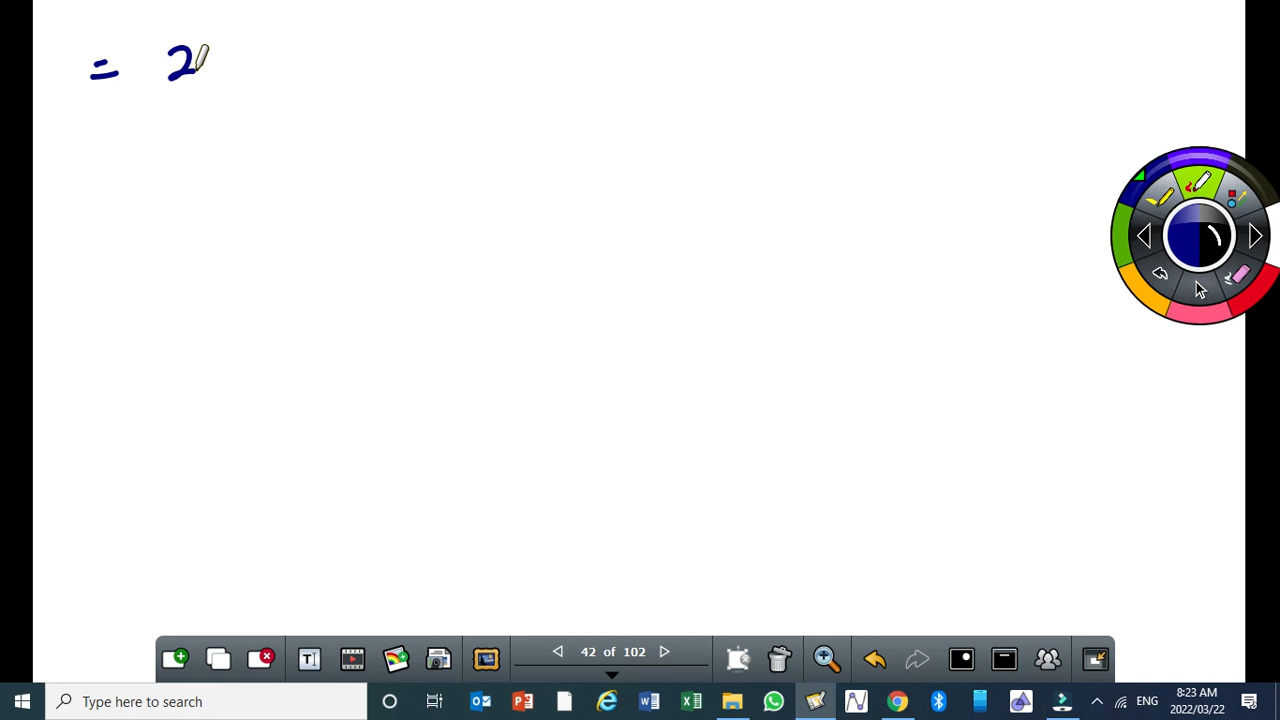 = 2
42 of 102
Type here to search
ENG
8:23 AM
2022/03/22